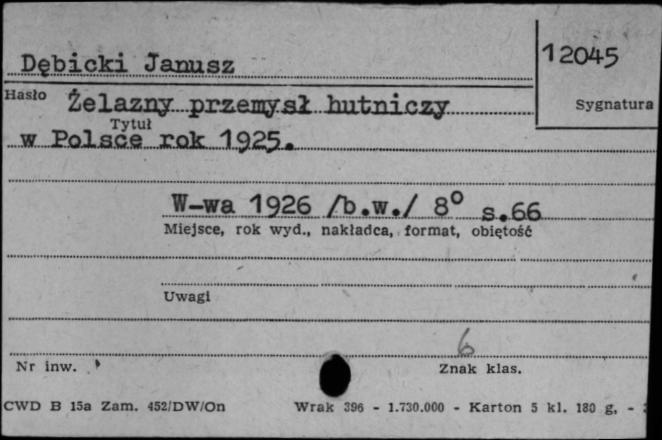 Dębicki Janusz
12045
Hasło Żelazny przemysł hutniczy
Sygnatura
Tytuł
w Polsce rok 1925.
W-wa 1926 /b.w./ 8° s.66
Miejsce, rok wyd., nakładca, format, objętość
Uwagi
6
Nr inw.
Znak klas.
CWD B 15a Zam. 452/DW/On Wrak 396 - 1.730.000 - Karton 5 kl. 180 g, -